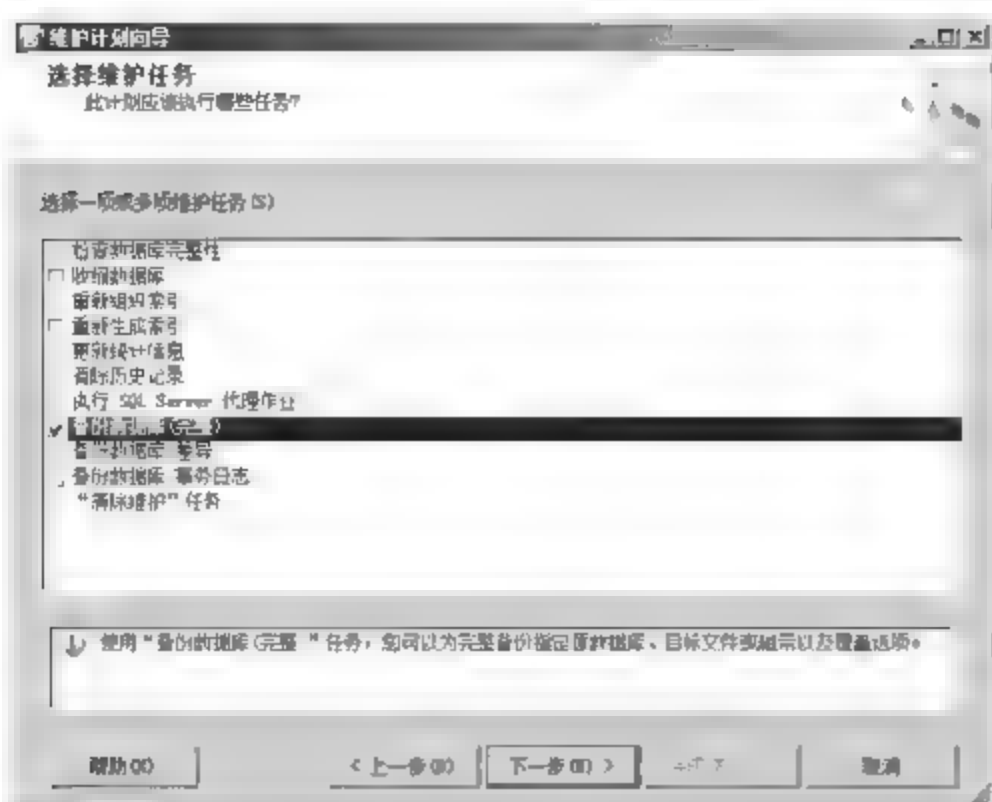 维护计划向导
选择维护任务
此计划应该执行哪些任务?
选择一项或多项维护任务(S)
检查数据库完整性
收缩数据库
重新组织索引
重新生成索引
更新统计信息
清除历史记录
执行 SQL Server 代理作业
备份数据库(完整)
备份数据库 差异
备份数据库 事务日志
“清除维护”任务
使用“备份数据库(完整 ”任务,您可以为完整备份指定源数据库、目标文件或磁带以及覆盖选项。
帮助(H)
< 上一步(B)
下一步(N) >
取消